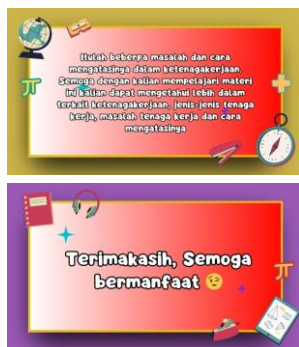 Itulah beberpa masalah dan cara
mengatasinya dalam ketenagakerjaan.
Semoga dengan kalian mempelajari materi
ini kalian dapat mengetahui lebih dalam
terkait ketenagakerjaan, jenis-jenis tenaga
kerja, masalah tenaga kerja dan cara
mengatasinya
Terimakasih, Semoga
bermanfaat 😉